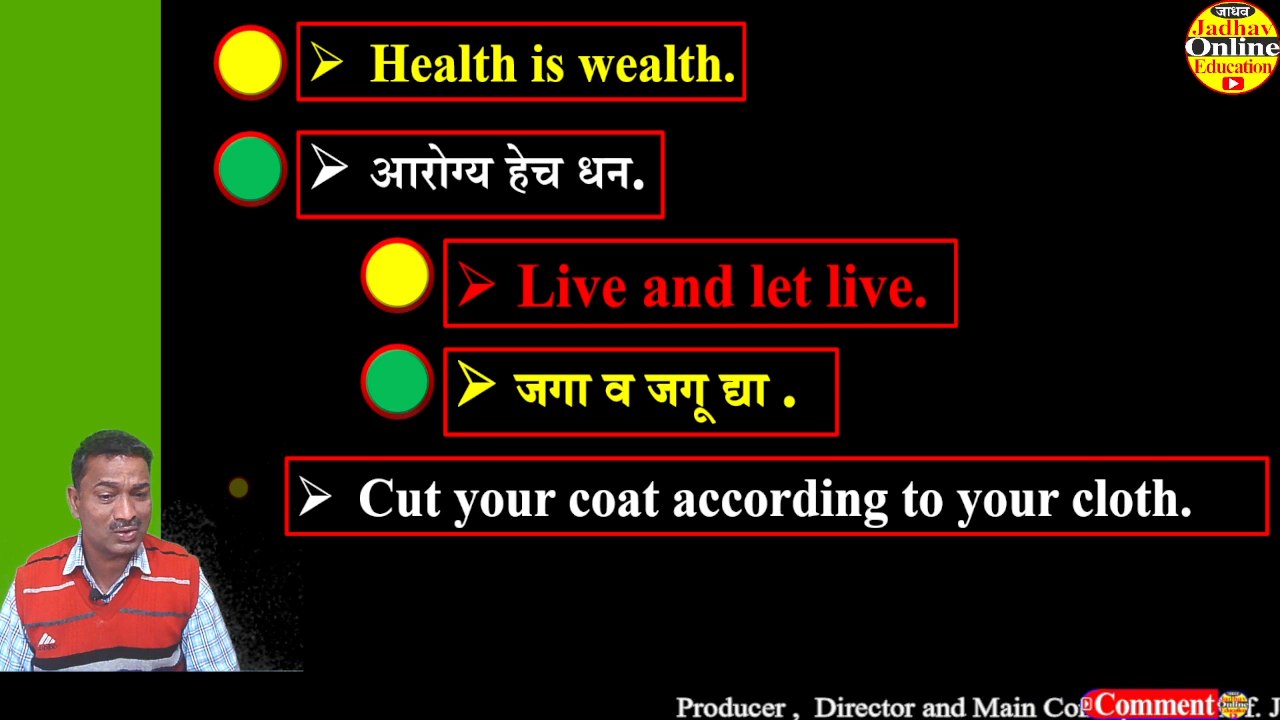 जाधव
Jadhav
Online
Education
Health is wealth.
आरोग्य हेच धन.
Live and let live.
जगा व जगू द्या .
Cut your coat according to your cloth.
Producer , Director and Main Comment